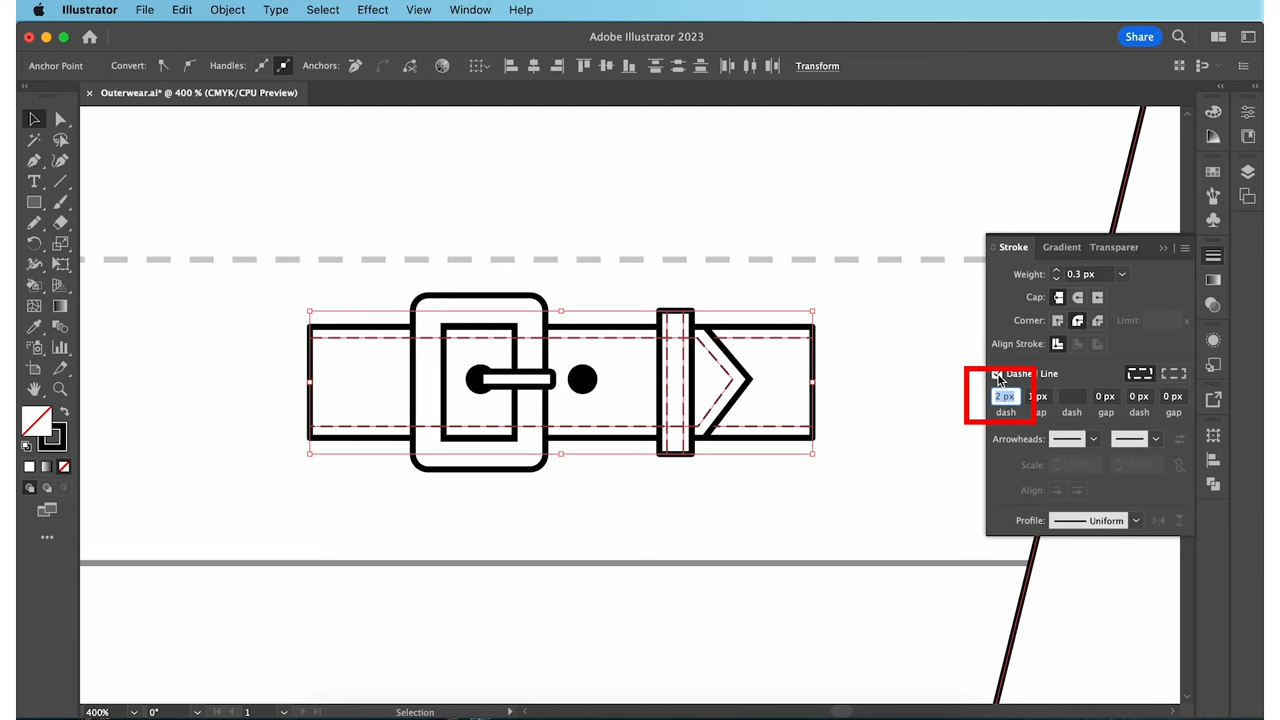 Illustrator File Edit Object Type Select Effect View Window Help
Adobe Illustrator 2023
Share
Anchor Point Convert: Handles: Anchors: Transform
× Outerwear.ai* @ 400 % (CMYK/CPU Preview)
Stroke Gradient Transparer
Weight: 0.3 px
Cap:
Corner: Limit: x
Align Stroke:
Dashed Line
2 px 1 px 0 px 0 px 0 px
dash gap dash gap dash gap
Arrowheads:
Scale:
Align:
Profile: Uniform
400% 0° 1 Selection